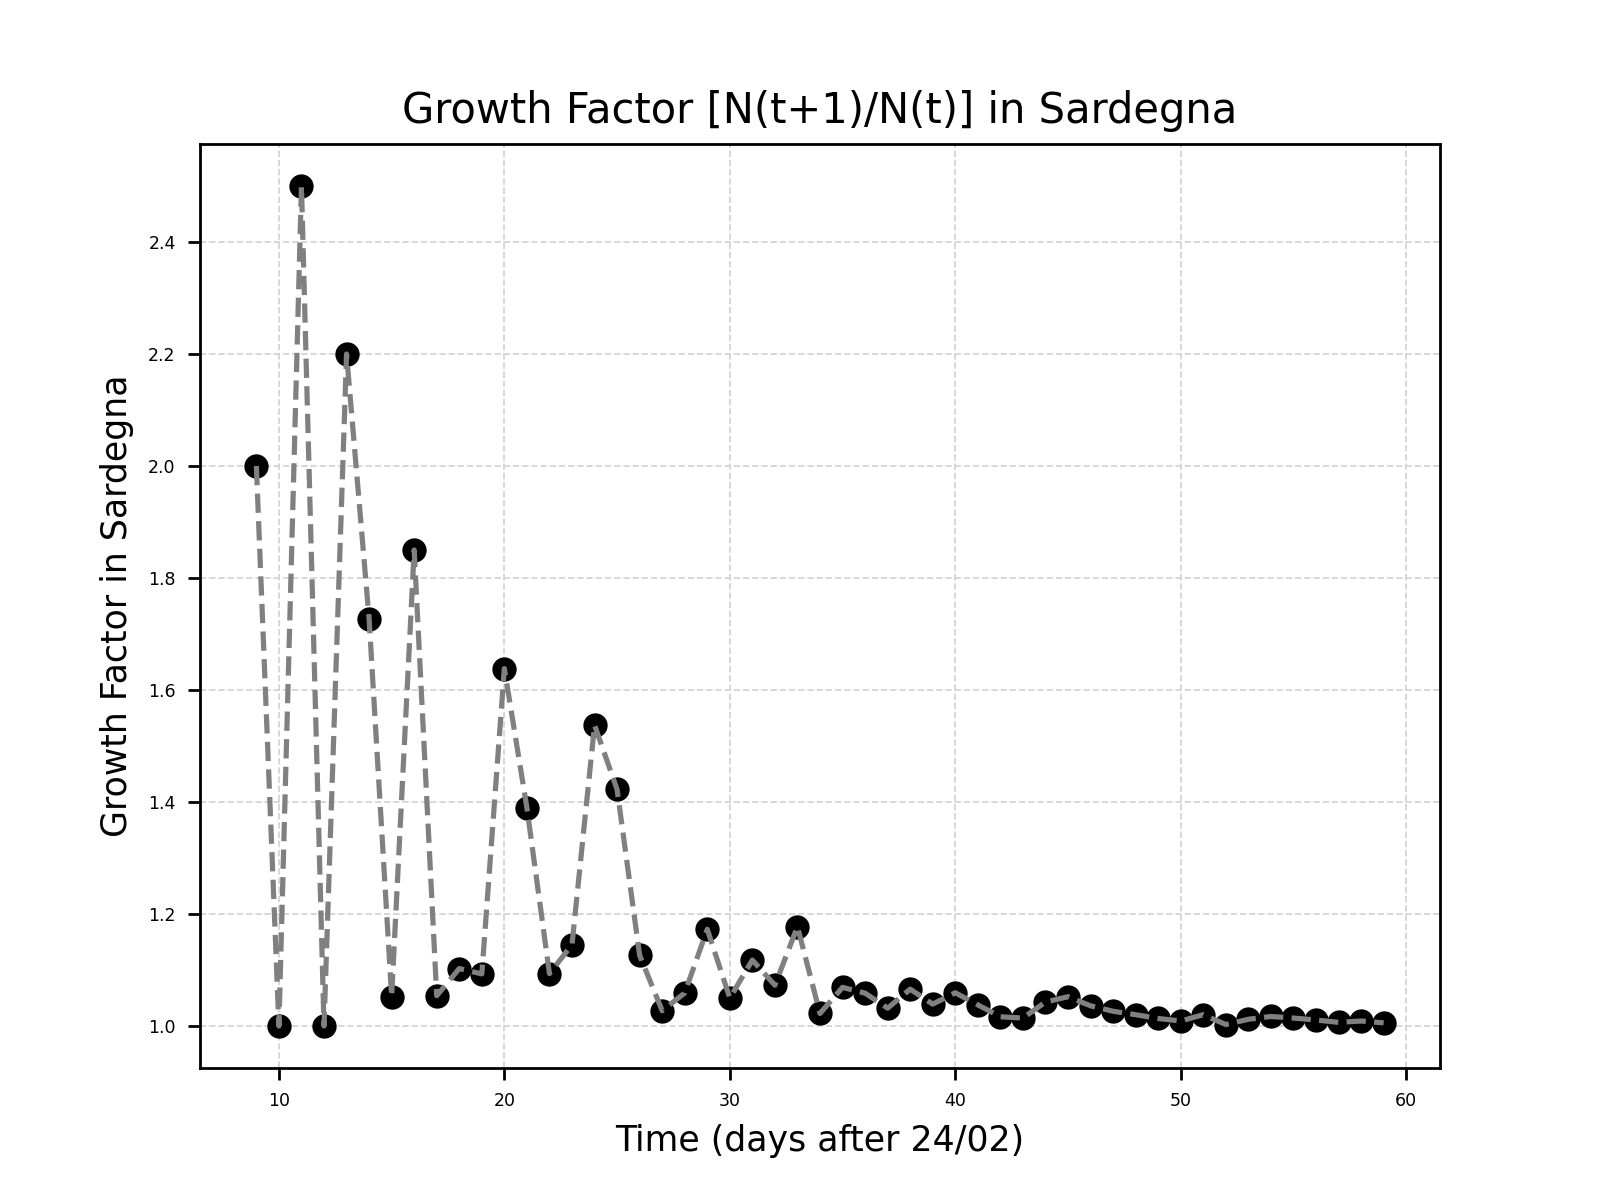 Growth Factor [N(t+1)/N(t)] in Sardegna
Growth Factor in Sardegna
2.4
2.2
2.0
1.8
1.6
1.4
1.2
1.0
10 20 30 40 50 60
Time (days after 24/02)